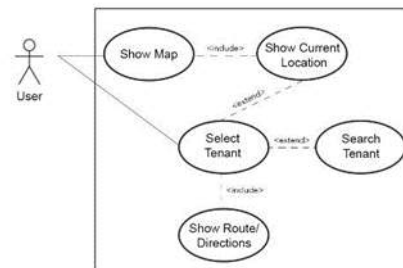 Show Map
<include>
Show Current
Location
User
<extend>
Select
Tenant
<extend>
Search
Tenant
<include>
Show Route/
Directions